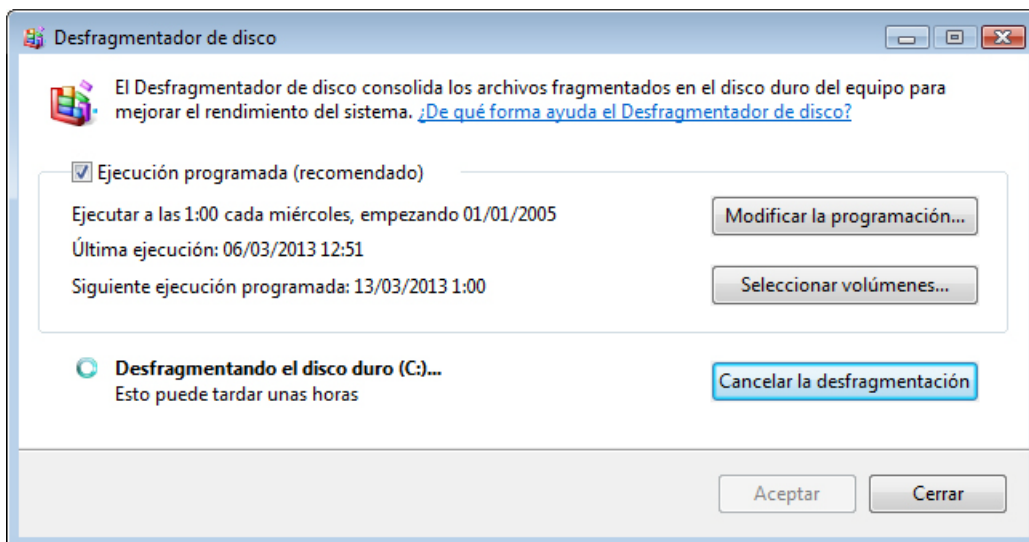 Desfragmentador de disco
El Desfragmentador de disco consolida los archivos fragmentados en el disco duro del equipo para
mejorar el rendimiento del sistema. ¿De qué forma ayuda el Desfragmentador de disco?
Ejecución programada (recomendado)
Ejecutar a las 1:00 cada miércoles, empezando 01/01/2005
Modificar la programación...
Última ejecución: 06/03/2013 12:51
Siguiente ejecución programada: 13/03/2013 1:00
Seleccionar volúmenes...
Desfragmentando el disco duro (C:)...
Esto puede tardar unas horas
Cancelar la desfragmentación
Aceptar
Cerrar